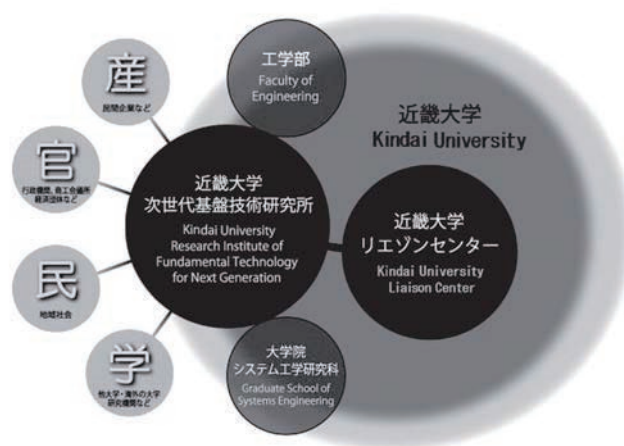 産
民間企業など
官
行政機関、商工会議所
経済団体など
民
地域社会
学
他大学・海外の大学
研究機関など
工学部
Faculty of
Engineering
近畿大学
次世代基盤技術研究所
Kindai University
Research Institute of
Fundamental Technology
for Next Generation
大学院
システム工学研究科
Graduate School of
Systems Engineering
近畿大学
Kindai University
近畿大学
リエゾンセンター
Kindai University
Liaison Center